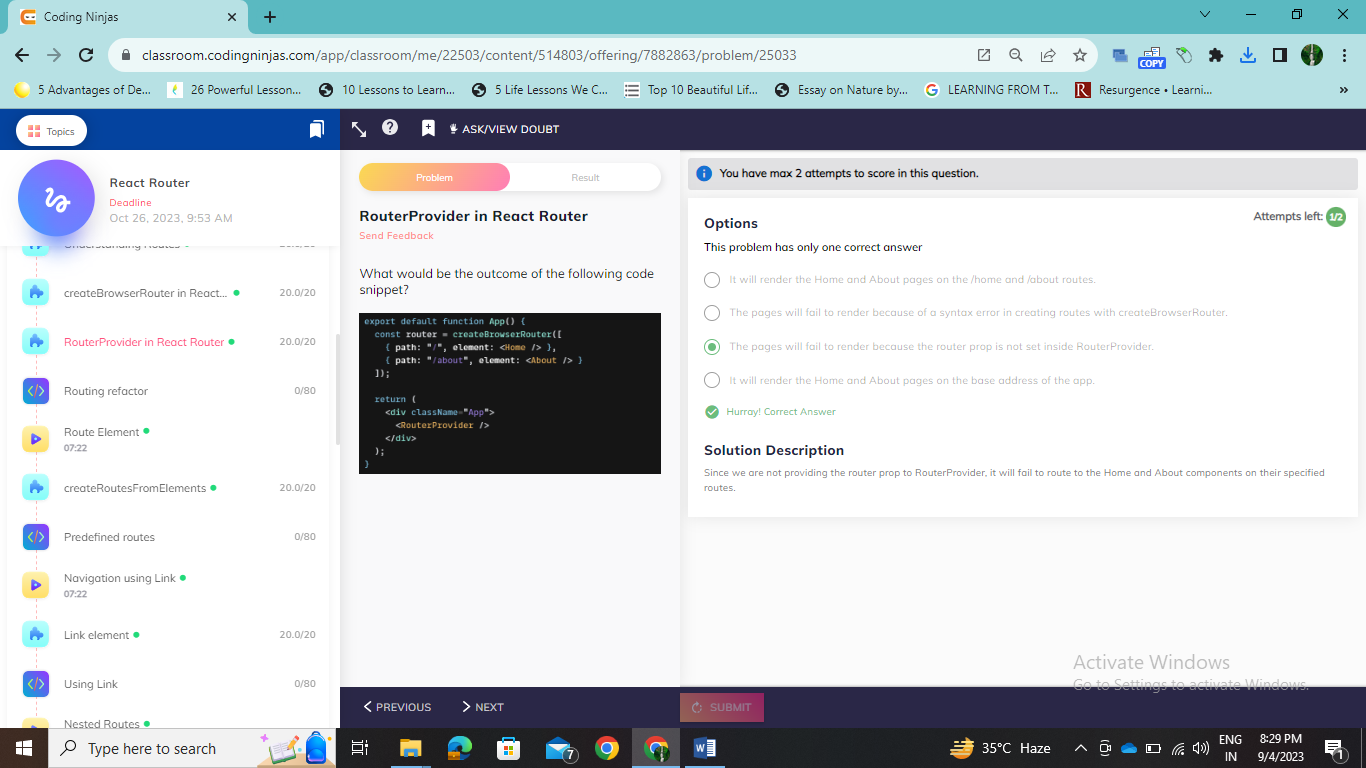 Coding Ninjas
classroom.codingninjas.com/app/classroom/me/22503/content/514803/offering/7882863/problem/25033
COPY
5 Advantages of De...
26 Powerful Lesson...
10 Lessons to Learn...
5 Life Lessons We C...
Top 10 Beautiful Lif...
Essay on Nature by...
LEARNING FROM T...
Resurgence • Learni...
»
Topics
ASK/VIEW DOUBT
React Router
Deadline
Oct 26, 2023, 9:53 AM
createBrowserRouter in React... 20.0/20
RouterProvider in React Router 20.0/20
Routing refactor 0/80
Route Element
07:22
createRoutesFromElements 20.0/20
Predefined routes 0/80
Navigation using Link
07:22
Link element 20.0/20
Using Link 0/80
Nested Routes
Problem
Result
RouterProvider in React Router
Send Feedback
What would be the outcome of the following code
snippet?
export default function App() {
const router = createBrowserRouter([
{ path: "/", element: <Home /> },
{ path: "/about", element: <About /> }
]);
return (
<div className="App">
<RouterProvider />
</div>
);
}
PREVIOUS
NEXT
You have max 2 attempts to score in this question.
Options
Attempts left: 1/2
This problem has only one correct answer
It will render the Home and About pages on the /home and /about routes.
The pages will fail to render because of a syntax error in creating routes with createBrowserRouter.
The pages will fail to render because the router prop is not set inside RouterProvider.
It will render the Home and About pages on the base address of the app.
Hurray! Correct Answer
Solution Description
Since we are not providing the router prop to RouterProvider, it will fail to route to the Home and About components on their specified
routes.
Activate Windows
Go to Settings to activate Windows.
SUBMIT
Type here to search
7
35°C Haze
ENG
IN
8:29 PM
9/4/2023
1